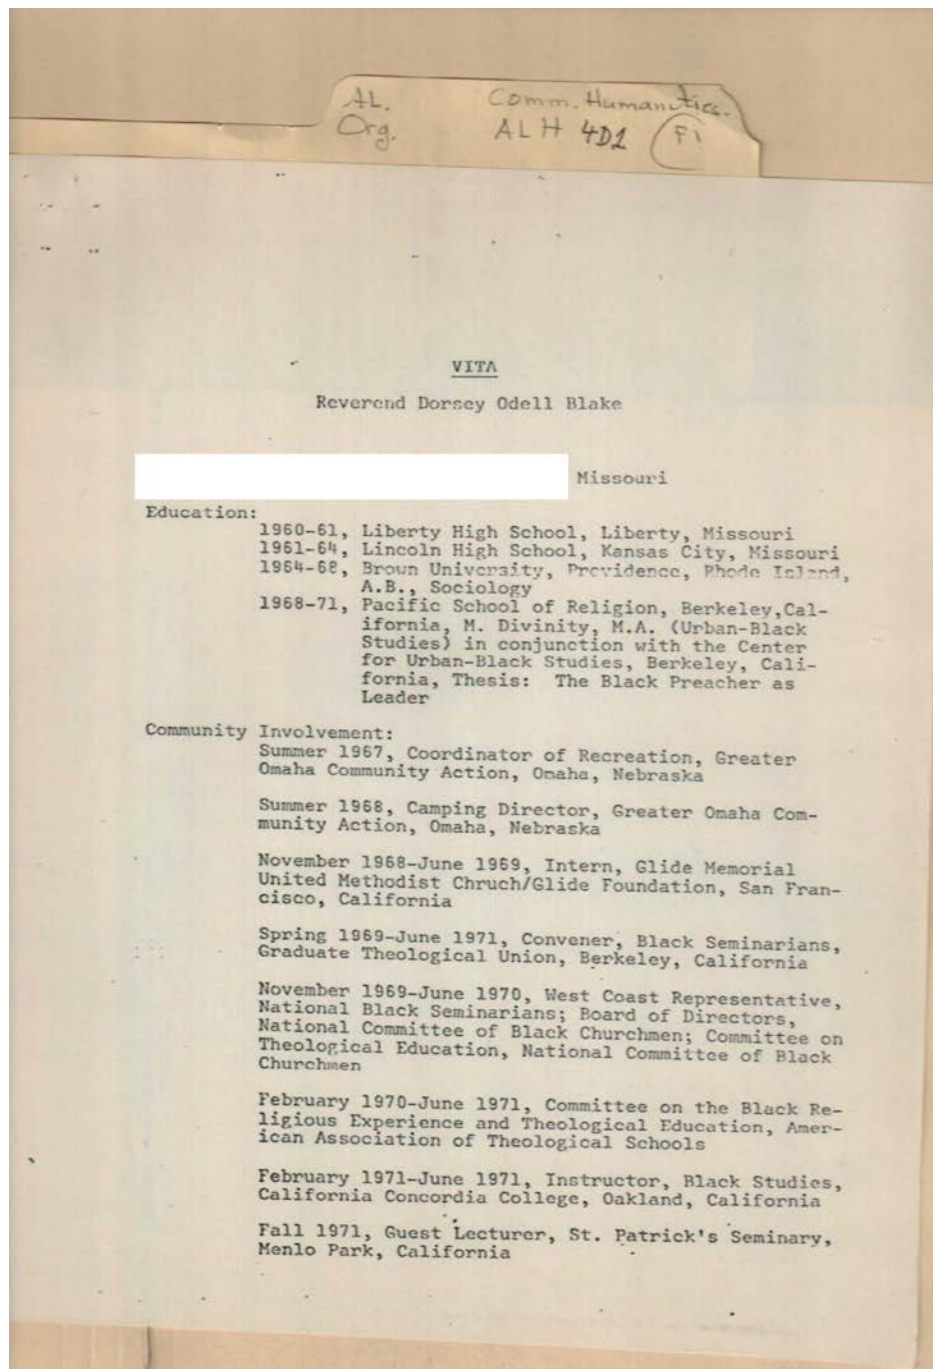 AL. Comm. Humanities.
Org. ALH 4D1 F1
VITA
Reverend Dorsey Odell Blake
Missouri
Education:
1960-61, Liberty High School, Liberty, Missouri
1961-64, Lincoln High School, Kansas City, Missouri
1964-68, Brown University, Providence, Rhode Island,
A.B., Sociology
1968-71, Pacific School of Religion, Berkeley,Cal-
ifornia, M. Divinity, M.A. (Urban-Black
Studies) in conjunction with the Center
for Urban-Black Studies, Berkeley, Cali-
fornia, Thesis: The Black Preacher as
Leader
Community Involvement:
Summer 1967, Coordinator of Recreation, Greater
Omaha Community Action, Omaha, Nebraska
Summer 1968, Camping Director, Greater Omaha Com-
munity Action, Omaha, Nebraska
November 1968-June 1969, Intern, Glide Memorial
United Methodist Chruch/Glide Foundation, San Fran-
cisco, California
Spring 1969-June 1971, Convener, Black Seminarians,
Graduate Theological Union, Berkeley, California
November 1969-June 1970, West Coast Representative,
National Black Seminarians; Board of Directors,
National Committee of Black Churchmen; Committee on
Theological Education, National Committee of Black
Churchmen
February 1970-June 1971, Committee on the Black Re-
ligious Experience and Theological Education, Amer-
ican Association of Theological Schools
February 1971-June 1971, Instructor, Black Studies,
California Concordia College, Oakland, California
Fall 1971, Guest Lecturer, St. Patrick's Seminary,
Menlo Park, California